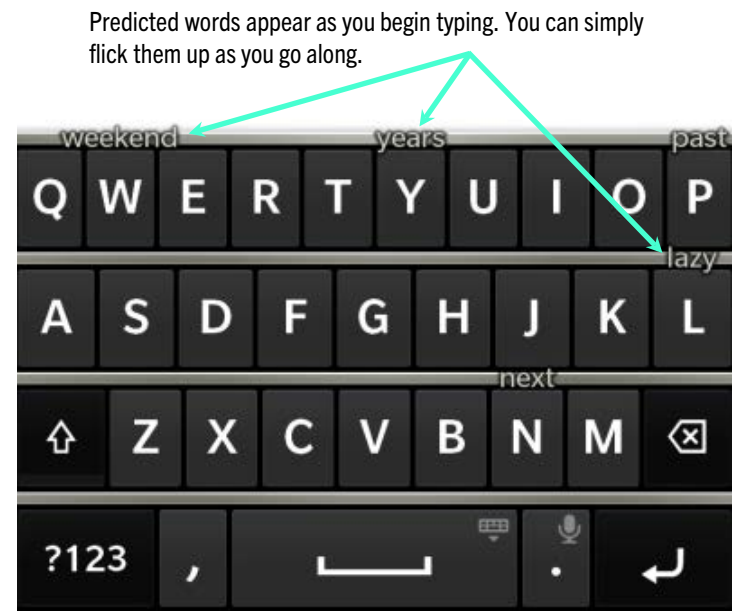 Predicted words appear as you begin typing. You can simply
flick them up as you go along.
weekend years past
Q W E R T Y U I O P
lazy
A S D F G H J K L
next
Z X C V B N M
?123 , .